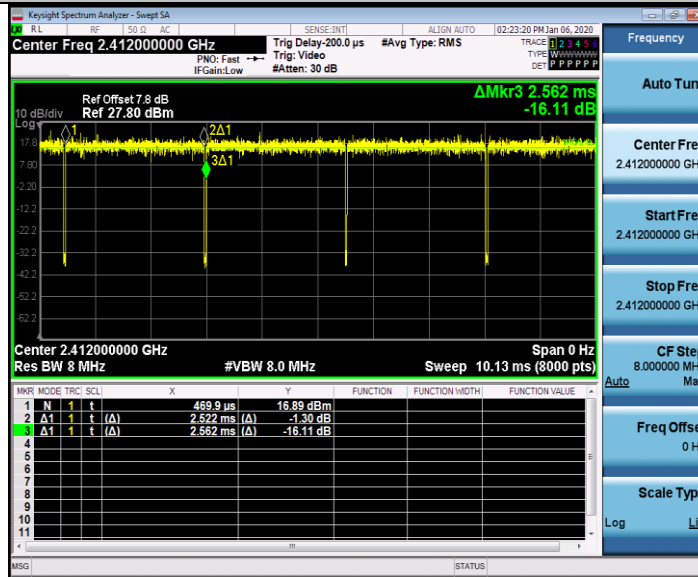 Keysight Spectrum Analyzer - Swept SA
RL RF 50 Ω AC SENSE:INT ALIGN AUTO 02:23:20 PM Jan 06, 2020
Center Freq 2.412000000 GHz
PNO: Fast
IFGain:Low
Trig Delay-200.0 µs
Trig: Video
#Atten: 30 dB
#Avg Type: RMS
TRACE 1 2 3 4 5 6
TYPE W
DET P P P P P P
Frequency
Auto Tun
Center Fre
2.412000000 GH
Start Fre
2.412000000 GH
Stop Fre
2.412000000 GH
CF Ste
8.000000 MH
Auto Ma
Freq Offse
0 H
Scale Typ
Log Li
ΔMkr3 2.562 ms
-16.11 dB
Ref Offset 7.8 dB
10 dB/div Ref 27.80 dBm
Log
1
2Δ1
3Δ1
17.8
7.80
-2.20
-12.2
-22.2
-32.2
-42.2
-52.2
-62.2
Center 2.412000000 GHz Span 0 Hz
Res BW 8 MHz #VBW 8.0 MHz Sweep 10.13 ms (8000 pts)
MKR MODE TRC SCL X Y FUNCTION FUNCTION WIDTH FUNCTION VALUE
1 N 1 t 469.9 µs 16.89 dBm
2 Δ1 1 t (Δ) 2.522 ms (Δ) -1.30 dB
3 Δ1 1 t (Δ) 2.562 ms (Δ) -16.11 dB
4
5
6
7
8
9
10
11
MSG STATUS